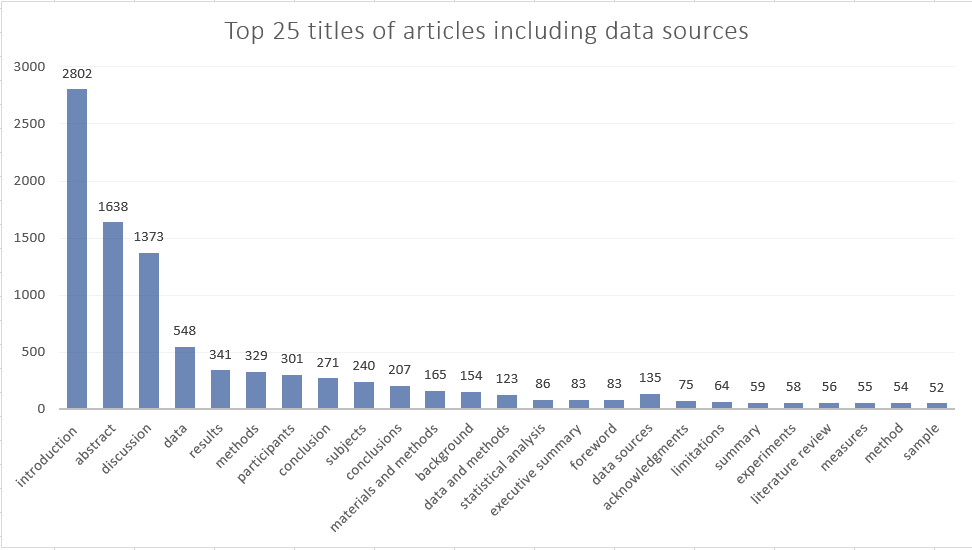 Top 25 titles of articles including data sources
3000
2500
2000
1500
1000
500
0
2802
1638
1373
548
341
329
301
271
240
207
165
154
123
86
83
83
135
75
64
59
58
56
55
54
52
introduction
abstract
discussion
data
results
methods
participants
conclusion
subjects
conclusions
materials and methods
background
data and methods
statistical analysis
executive summary
foreword
data sources
acknowledgments
limitations
summary
experiments
literature review
measures
method
sample